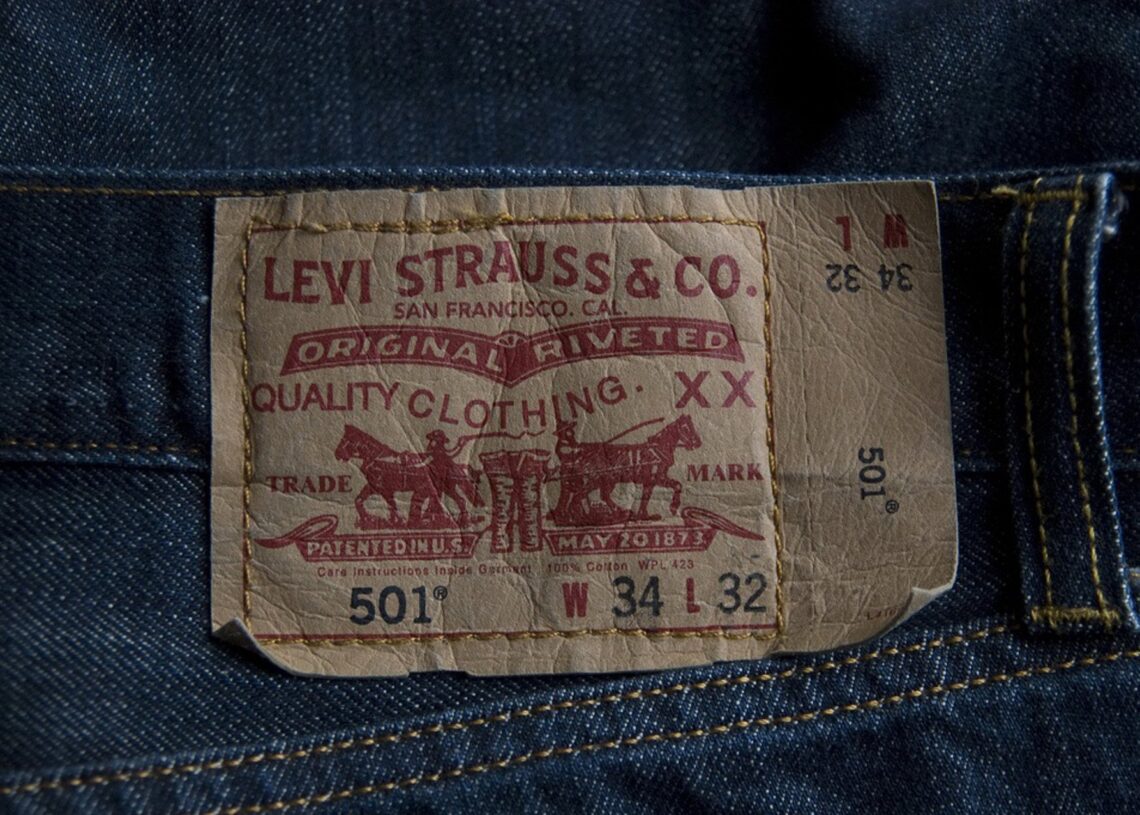 LEVI STRAUSS & CO.
SAN FRANCISCO. CAL.
ORIGINAL RIVETED
QUALITY CLOTHING. XX
TRADE MARK
PATENTED IN U.S. MAY 20 1873
Care Instructions Inside Garment 100% Cotton WPL 423
501® W 34 L 32
W L
34 32
501®